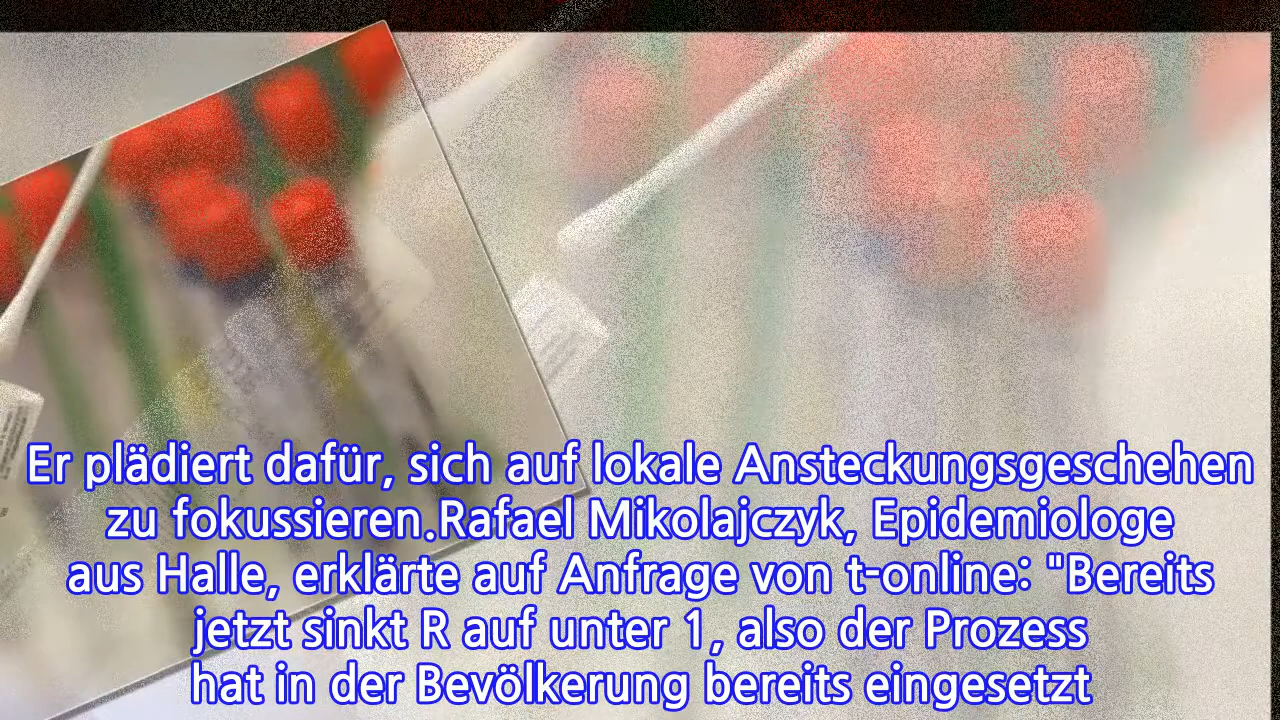 Er plädiert dafür, sich auf lokale Ansteckungsgeschehen
zu fokussieren.Rafael Mikolajczyk, Epidemiologe
aus Halle, erklärte auf Anfrage von t-online: "Bereits
jetzt sinkt R auf unter 1, also der Prozess
hat in der Bevölkerung bereits eingesetzt